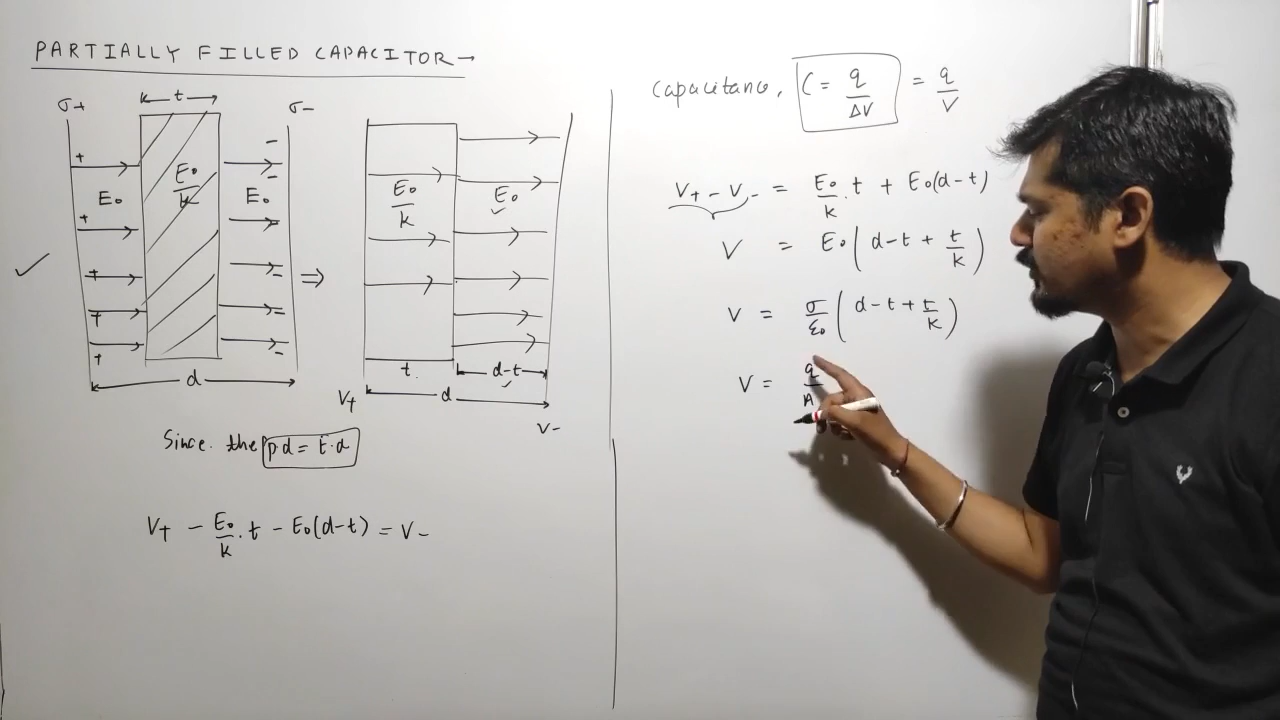 PARTIALLY FILLED CAPACITOR →
σ+ t σ-
+ -
E₀ E₀/k E₀
+ -
+ =
+ =
+ -
d
E₀/k E₀ ✓
t. d-t
V+ d
V-
⇒
✓
Since the p.d = E.d
V+ - E₀/k . t - E₀(d-t) = V-
Capacitance, C = q/ΔV = q/V
V+ - V- = E₀/k . t + E₀(d-t)
V = E₀(d-t + t/k)
V = σ/ε₀ (d-t + t/k)
V = q/A